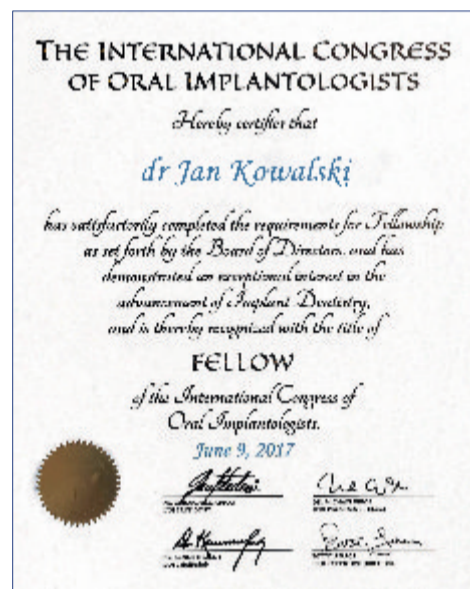 THE INTERNATIONAL CONGRESS
OF ORAL IMPLANTOLOGISTS
Hereby certifies that
dr Jan Kowalski
has satisfactorily completed the requirements for Fellowship
as set forth by the Board of Directors, and has
demonstrated an exceptional interest in the
advancement of Implant Dentistry,
and is thereby recognized with the title of
FELLOW
of the International Congress of
Oral Implantologists.
June 9, 2017